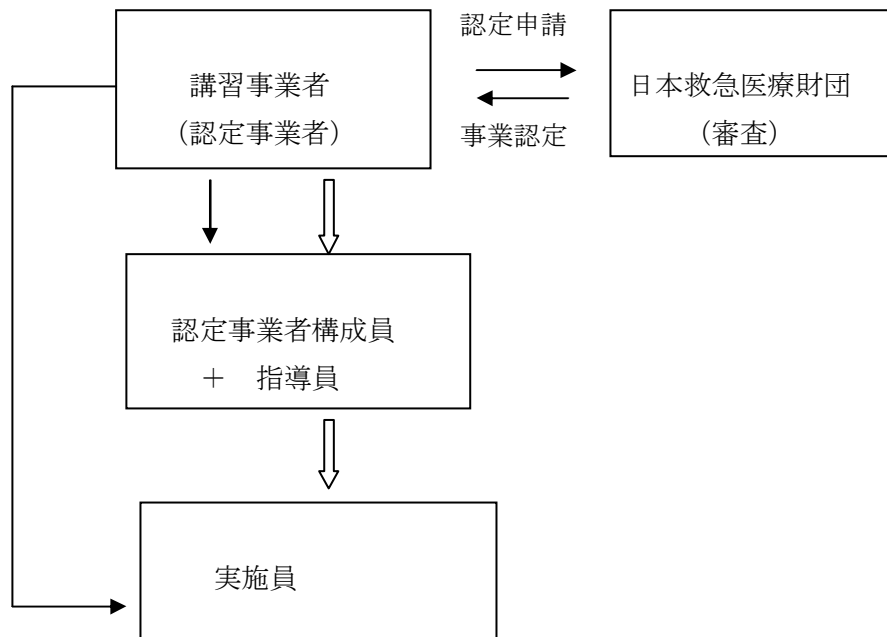 認定申請
講習事業者
（認定事業者）
日本救急医療財団
（審査）
事業認定
認定事業者構成員
＋　指導員
実施員